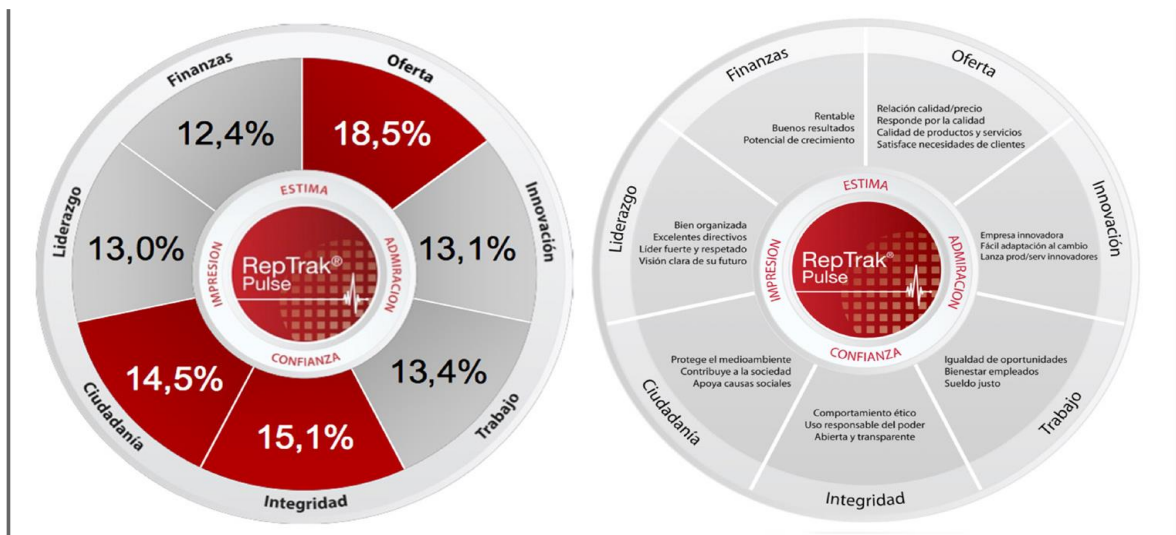 Finanzas
Oferta
12,4%
18,5%
Liderazgo
Innovación
13,0%
13,1%
ESTIMA
IMPRESION
ADMIRACION
RepTrak®
Pulse
CONFIANZA
14,5%
13,4%
Ciudadanía
15,1%
Trabajo
Integridad
Finanzas
Oferta
Rentable
Buenos resultados
Potencial de crecimiento
Relación calidad/precio
Responde por la calidad
Calidad de productos y servicios
Satisface necesidades de clientes
Liderazgo
Innovación
Bien organizada
Excelentes directivos
Líder fuerte y respetado
Visión clara de su futuro
ESTIMA
IMPRESION
ADMIRACION
RepTrak®
Pulse
CONFIANZA
Empresa innovadora
Fácil adaptación al cambio
Lanza prod/serv innovadores
Protege el medioambiente
Contribuye a la sociedad
Apoya causas sociales
Igualdad de oportunidades
Bienestar empleados
Sueldo justo
Ciudadanía
Comportamiento ético
Uso responsable del poder
Abierta y transparente
Trabajo
Integridad